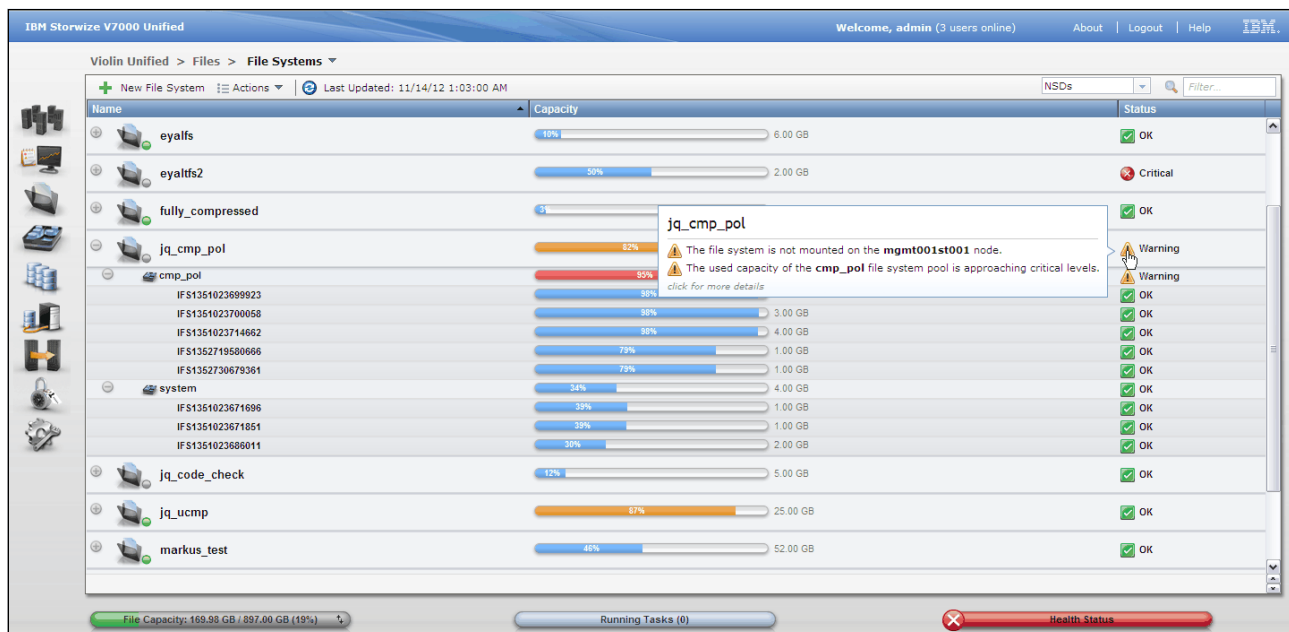 IBM Storwize V7000 Unified Welcome, admin (3 users online) About | Logout | Help IBM.
Violin Unified > Files > File Systems
New File System Actions Last Updated: 11/14/12 1:03:00 AM NSDs Filter...
Name Capacity Status
eyalfs 10% 6.00 GB OK
eyaltfs2 50% 2.00 GB Critical
fully_compressed OK
jq_cmp_pol 82% Warning
jq_cmp_pol
The file system is not mounted on the mgmt001st001 node.
The used capacity of the cmp_pol file system pool is approaching critical levels.
click for more details
cmp_pol 95% Warning
IFS1351023699923 98% OK
IFS1351023700058 98% 3.00 GB OK
IFS1351023714662 98% 4.00 GB OK
IFS1352719580666 79% 1.00 GB OK
IFS1352730679361 79% 1.00 GB OK
system 34% 4.00 GB OK
IFS1351023671696 39% 1.00 GB OK
IFS1351023671851 39% 1.00 GB OK
IFS1351023686011 30% 2.00 GB OK
jq_code_check 12% 5.00 GB OK
jq_ucmp 87% 25.00 GB OK
markus_test 46% 52.00 GB OK
File Capacity: 169.98 GB / 897.00 GB (19%) Running Tasks (0) Health Status